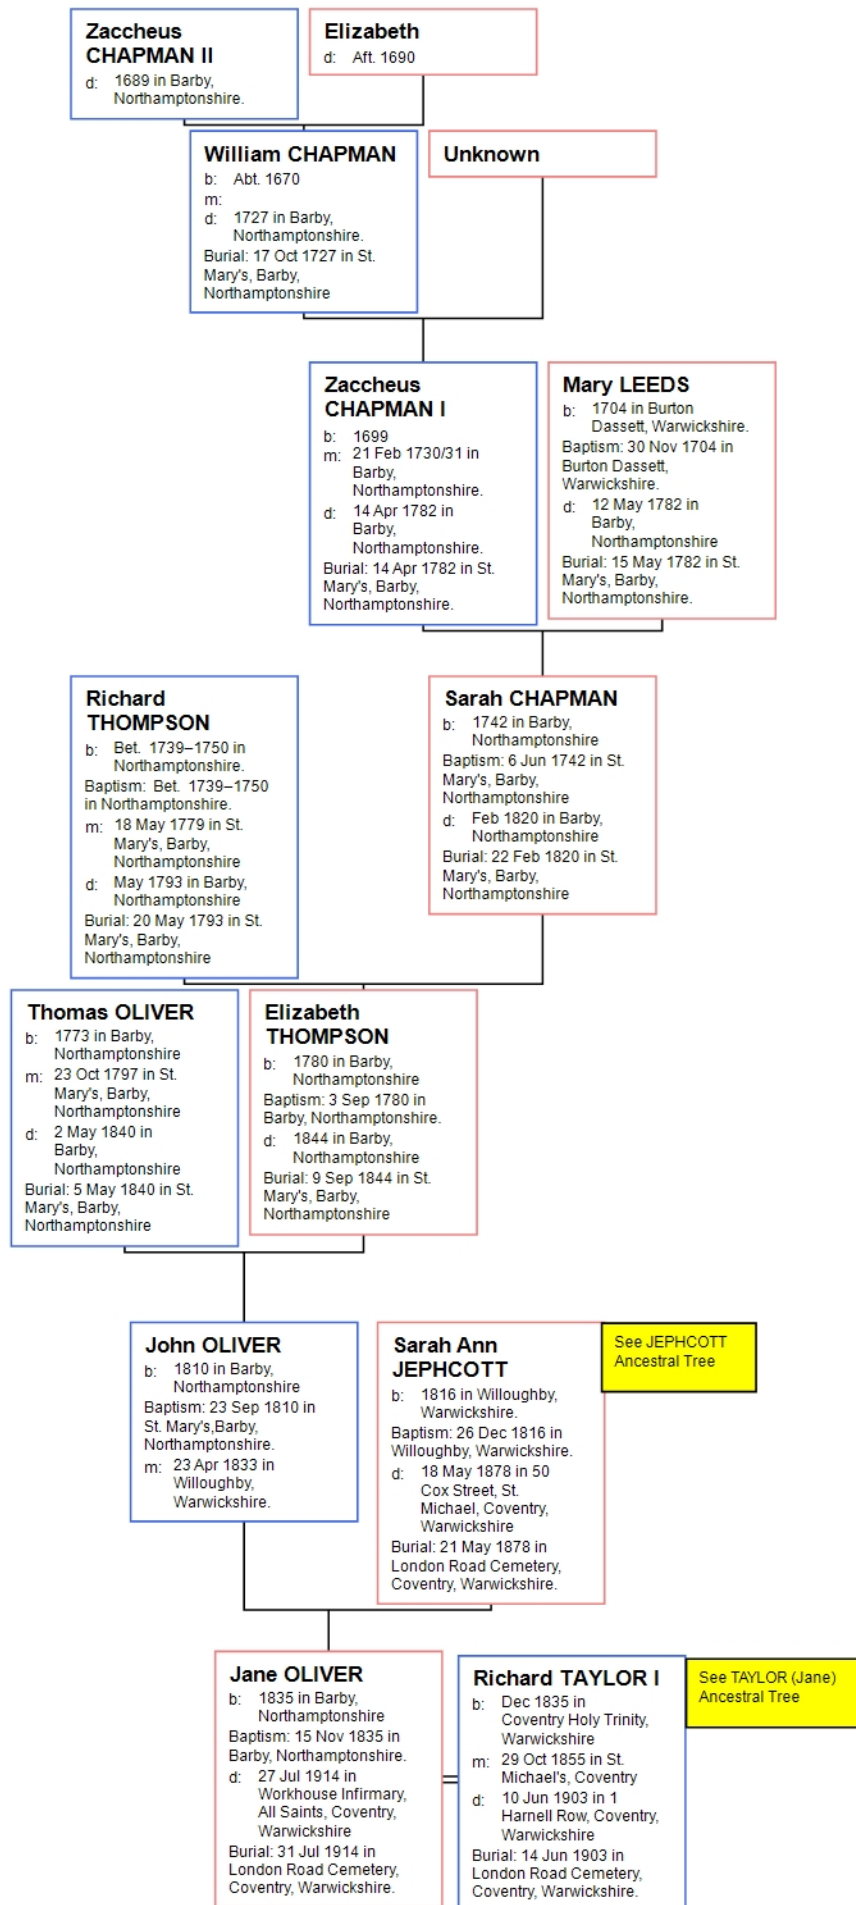 Zaccheus
CHAPMAN II
d: 1689 in Barby,
Northamptonshire.
Elizabeth
d: Aft. 1690
William CHAPMAN
b: Abt. 1670
m:
d: 1727 in Barby,
Northamptonshire.
Burial: 17 Oct 1727 in St.
Mary's, Barby,
Northamptonshire
Unknown
Zaccheus
CHAPMAN I
b: 1699
m: 21 Feb 1730/31 in
Barby,
Northamptonshire.
d: 14 Apr 1782 in
Barby,
Northamptonshire.
Burial: 14 Apr 1782 in St.
Mary's, Barby,
Northamptonshire.
Mary LEEDS
b: 1704 in Burton
Dassett, Warwickshire.
Baptism: 30 Nov 1704 in
Burton Dassett,
Warwickshire.
d: 12 May 1782 in
Barby,
Northamptonshire
Burial: 15 May 1782 in St.
Mary's, Barby,
Northamptonshire.
Richard
THOMPSON
b: Bet. 1739–1750 in
Northamptonshire.
Baptism: Bet. 1739–1750
in Northamptonshire.
m: 18 May 1779 in St.
Mary's, Barby,
Northamptonshire
d: May 1793 in Barby,
Northamptonshire
Burial: 20 May 1793 in St.
Mary's, Barby,
Northamptonshire
Sarah CHAPMAN
b: 1742 in Barby,
Northamptonshire
Baptism: 6 Jun 1742 in St.
Mary's, Barby,
Northamptonshire
d: Feb 1820 in Barby,
Northamptonshire
Burial: 22 Feb 1820 in St.
Mary's, Barby,
Northamptonshire
Thomas OLIVER
b: 1773 in Barby,
Northamptonshire
m: 23 Oct 1797 in St.
Mary's, Barby,
Northamptonshire
d: 2 May 1840 in
Barby,
Northamptonshire
Burial: 5 May 1840 in St.
Mary's, Barby,
Northamptonshire
Elizabeth
THOMPSON
b: 1780 in Barby,
Northamptonshire
Baptism: 3 Sep 1780 in
Barby, Northamptonshire.
d: 1844 in Barby,
Northamptonshire
Burial: 9 Sep 1844 in St.
Mary's, Barby,
Northamptonshire
John OLIVER
b: 1810 in Barby,
Northamptonshire
Baptism: 23 Sep 1810 in
St. Mary's,Barby,
Northamptonshire.
m: 23 Apr 1833 in
Willoughby,
Warwickshire.
Sarah Ann
JEPHCOTT
b: 1816 in Willoughby,
Warwickshire.
Baptism: 26 Dec 1816 in
Willoughby, Warwickshire.
d: 18 May 1878 in 50
Cox Street, St.
Michael, Coventry,
Warwickshire
Burial: 21 May 1878 in
London Road Cemetery,
Coventry, Warwickshire.
See JEPHCOTT
Ancestral Tree
Jane OLIVER
b: 1835 in Barby,
Northamptonshire
Baptism: 15 Nov 1835 in
Barby, Northamptonshire.
d: 27 Jul 1914 in
Workhouse Infirmary,
All Saints, Coventry,
Warwickshire
Burial: 31 Jul 1914 in
London Road Cemetery,
Coventry, Warwickshire.
Richard TAYLOR I
b: Dec 1835 in
Coventry Holy Trinity,
Warwickshire
m: 29 Oct 1855 in St.
Michael's, Coventry
d: 10 Jun 1903 in 1
Harnell Row, Coventry,
Warwickshire
Burial: 14 Jun 1903 in
London Road Cemetery,
Coventry, Warwickshire.
See TAYLOR (Jane)
Ancestral Tree